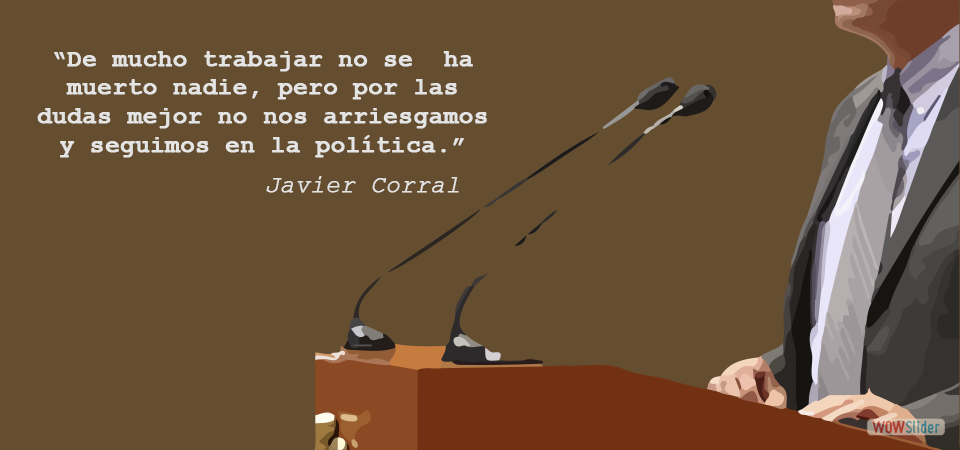 “De mucho trabajar no se ha
muerto nadie, pero por las
dudas mejor no nos arriesgamos
y seguimos en la política.”
Javier Corral
WOWSlider